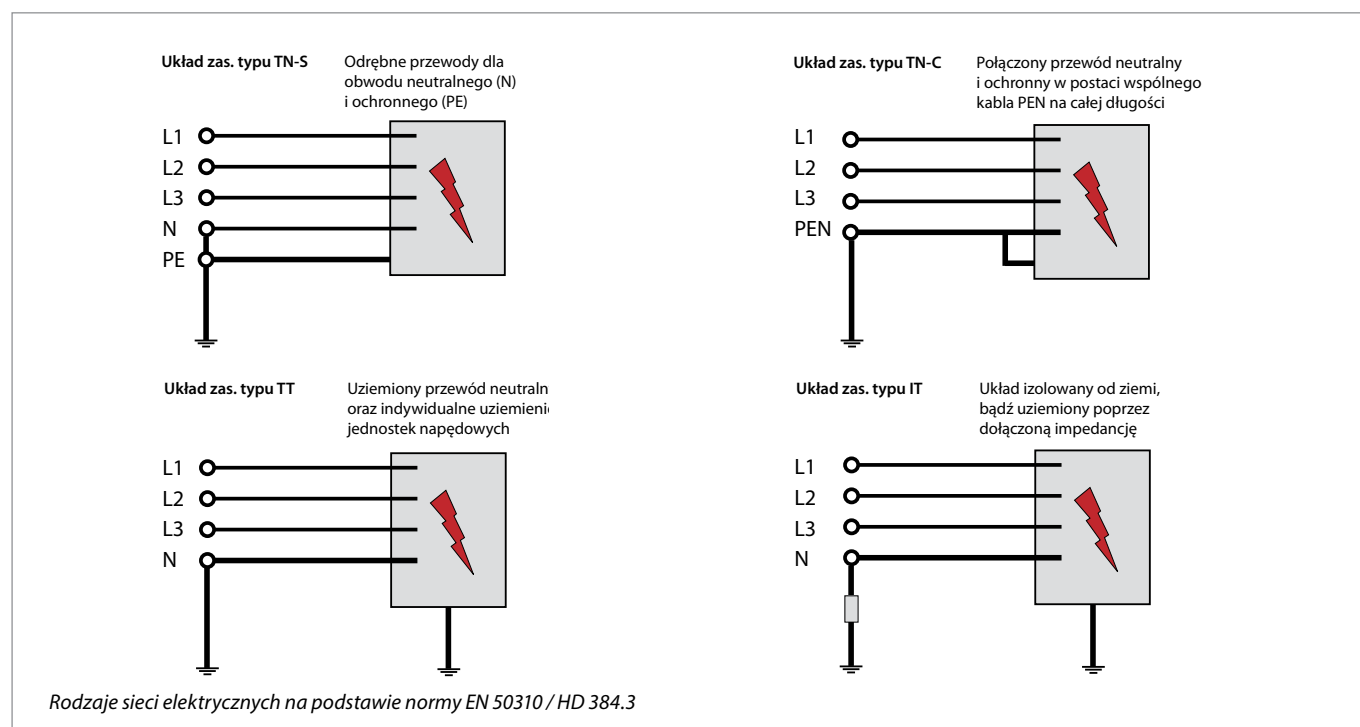 Układ zas. typu TN-S
Odrębne przewody dla
obwodu neutralnego (N)
i ochronnego (PE)
L1
L2
L3
N
PE
Układ zas. typu TN-C
Połączony przewód neutralny
i ochronny w postaci wspólnego
kabla PEN na całej długości
L1
L2
L3
PEN
Układ zas. typu TT
Uziemiony przewód neutraln
oraz indywidualne uziemieni
jednostek napędowych
L1
L2
L3
N
Układ zas. typu IT
Układ izolowany od ziemi,
bądź uziemiony poprzez
dołączoną impedancję
L1
L2
L3
N
Rodzaje sieci elektrycznych na podstawie normy EN 50310 / HD 384.3